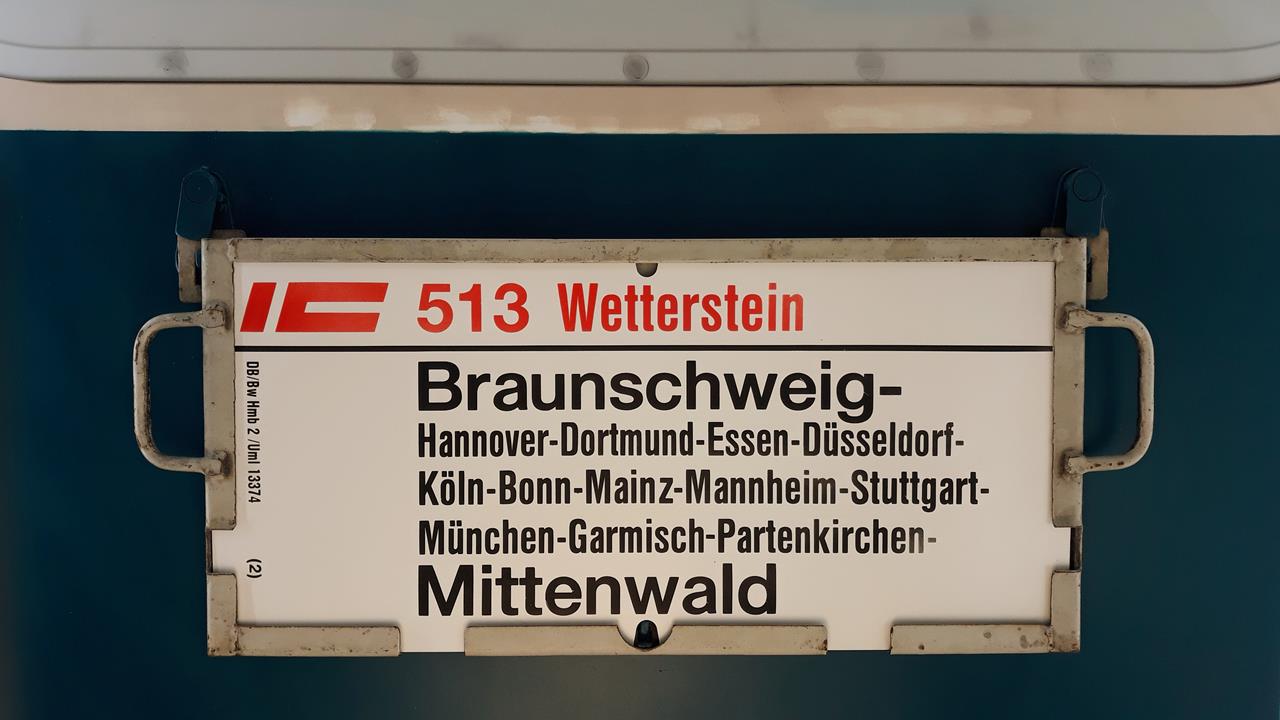 IC 513 Wetterstein
Braunschweig-
Hannover-Dortmund-Essen-Düsseldorf-
Köln-Bonn-Mainz-Mannheim-Stuttgart-
München-Garmisch-Partenkirchen-
Mittenwald
DB/Bw Hmb 2 /Uml 13374
(2)